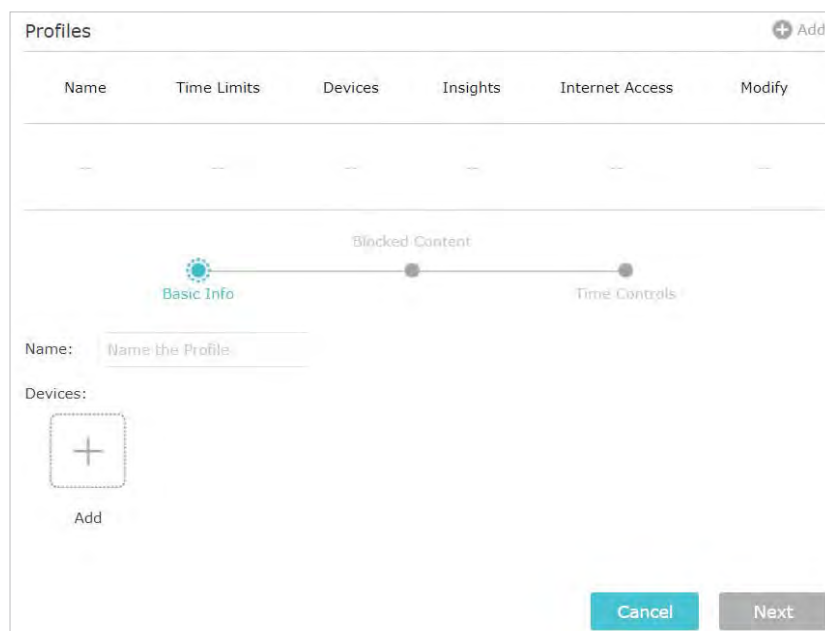 Profiles
Add
Name Time Limits Devices Insights Internet Access Modify
-- -- -- -- -- --
Blocked Content
Basic Info
Time Controls
Name: Name the Profile
Devices:
Add
Cancel Next